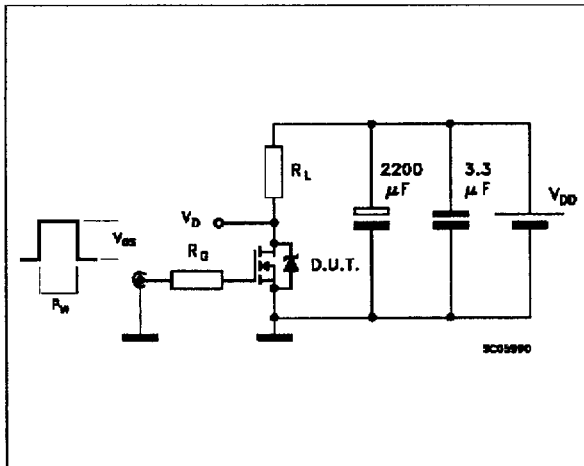 R_L
2200 μF
3.3 μF
V_DD
V_D
V_GS
R_G
D.U.T.
P_W
SC05990